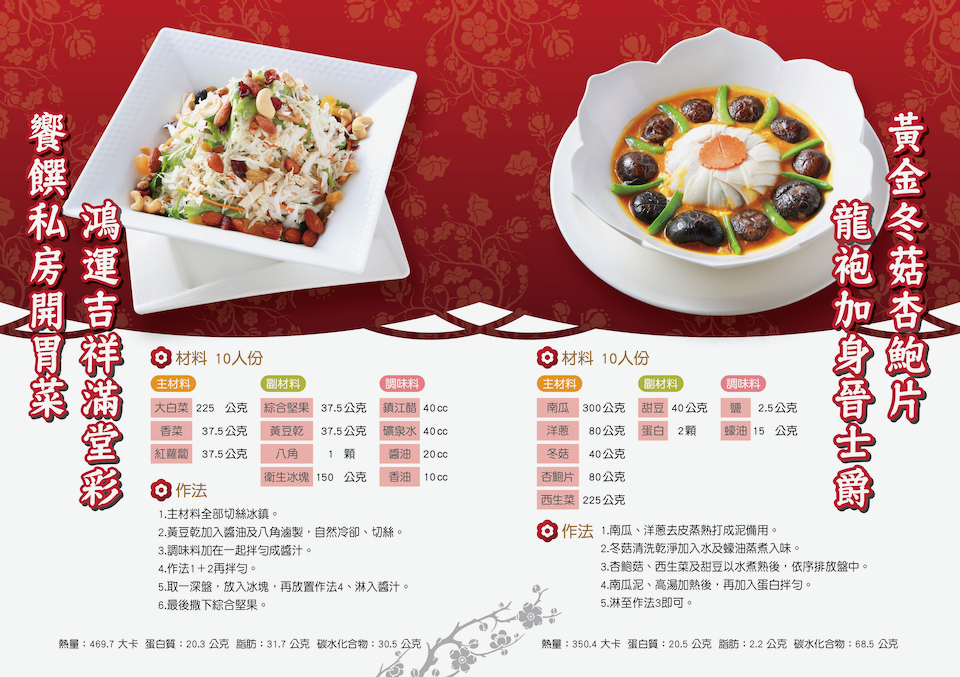 饗饌私房開胃菜
鴻運吉祥滿堂彩
材料 10人份
主材料 副材料 調味料
大白菜 225 公克 綜合堅果 37.5公克 鎮江醋 40cc
香菜 37.5公克 黃豆乾 37.5公克 礦泉水 40cc
紅蘿蔔 37.5公克 八角 1 顆 醬油 20cc
衛生冰塊 150 公克 香油 10cc
作法
1.主材料全部切絲冰鎮。
2.黃豆乾加入醬油及八角滷製，自然冷卻、切絲。
3.調味料加在一起拌勻成醬汁。
4.作法1＋2再拌勻。
5.取一深盤，放入冰塊，再放置作法4、淋入醬汁。
6.最後撒下綜合堅果。
熱量：469.7 大卡 蛋白質：20.3 公克 脂肪：31.7 公克 碳水化合物：30.5 公克
黃金冬菇杏鮑片
龍袍加身晉士爵
材料 10人份
主材料 副材料 調味料
南瓜 300公克 甜豆 40公克 鹽 2.5公克
洋蔥 80公克 蛋白 2顆 蠔油 15 公克
冬菇 40公克
杏鮑片 80公克
西生菜 225公克
作法
1.南瓜、洋蔥去皮蒸熟打成泥備用。
2.冬菇清洗乾淨加入水及蠔油蒸煮入味。
3.杏鮑菇、西生菜及甜豆以水煮熟後，依序排放盤中。
4.南瓜泥、高湯加熱後，再加入蛋白拌勻。
5.淋至作法3即可。
熱量：350.4 大卡 蛋白質：20.5 公克 脂肪：2.2 公克 碳水化合物：68.5 公克